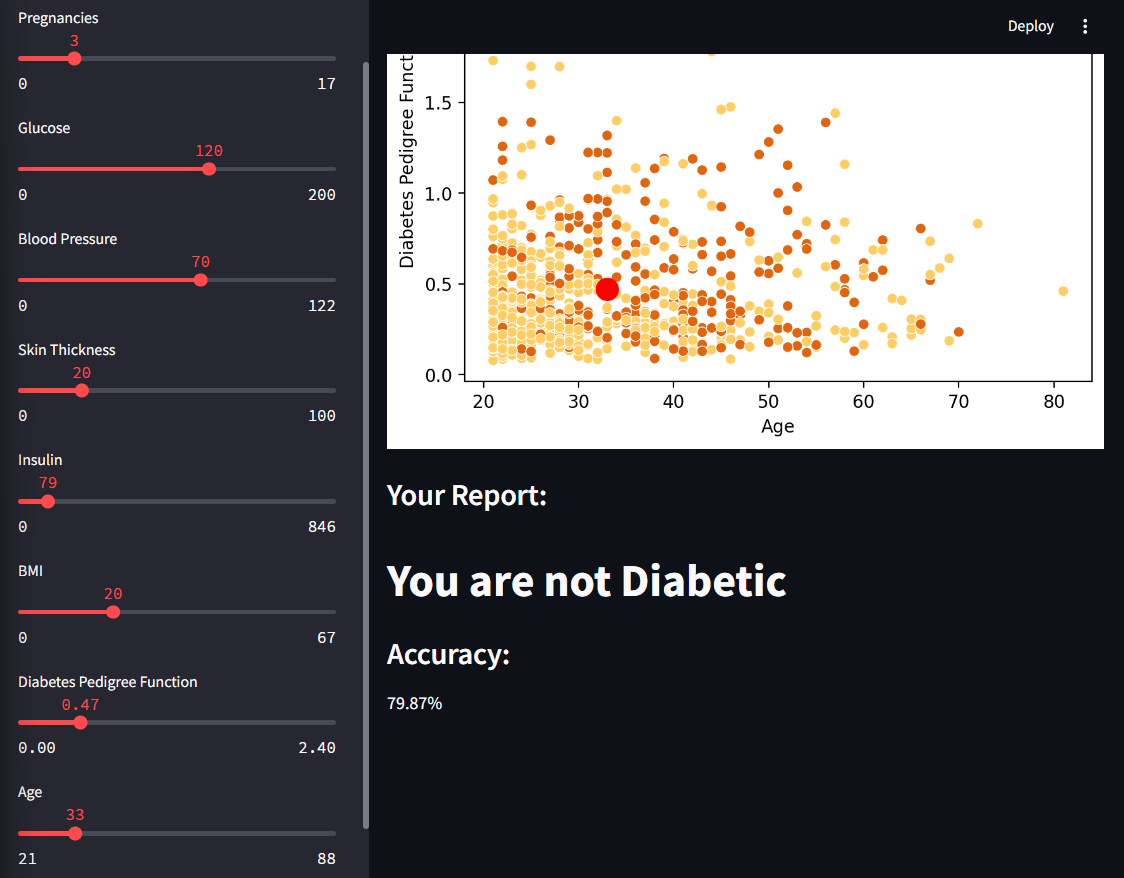 Pregnancies
3
0 17
Glucose
120
0 200
Blood Pressure
70
0 122
Skin Thickness
20
0 100
Insulin
79
0 846
BMI
20
0 67
Diabetes Pedigree Function
0.47
0.00 2.40
Age
33
21 88
Deploy
Diabetes Pedigree Funct
1.5
1.0
0.5
0.0
20 30 40 50 60 70 80
Age
Your Report:
You are not Diabetic
Accuracy:
79.87%